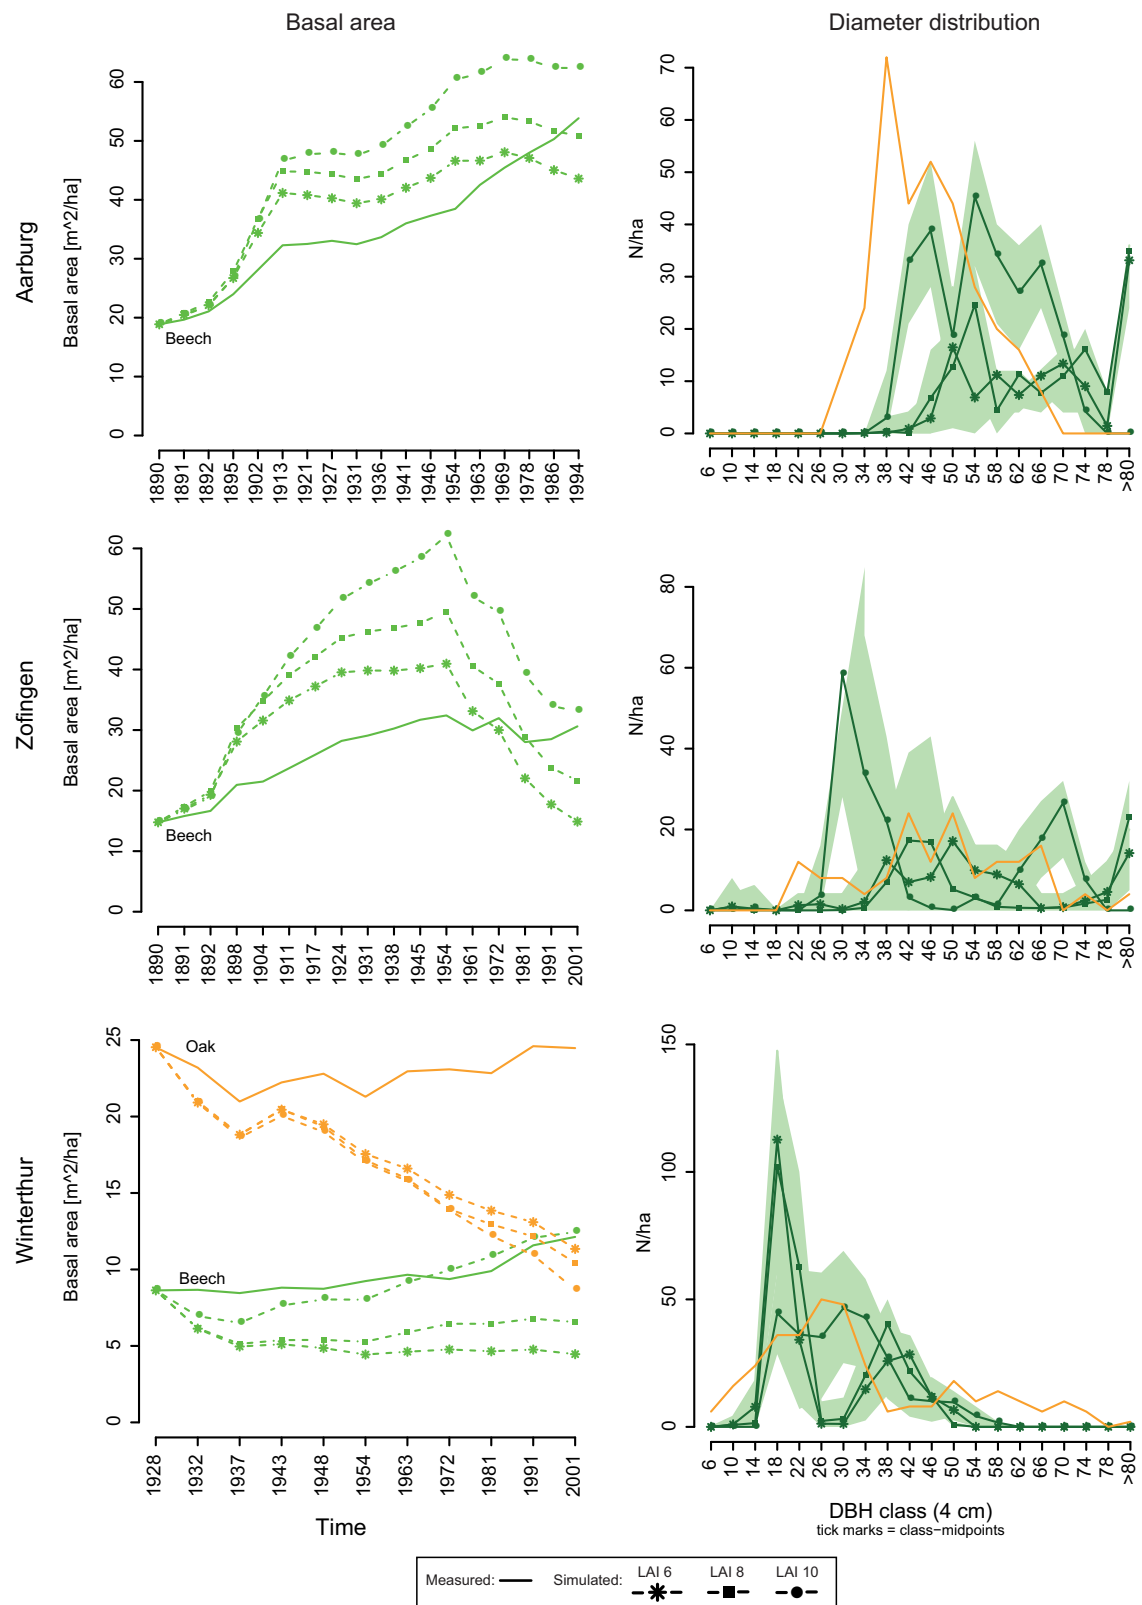 Basal area
Diameter distribution
Aarburg
Basal area [m^2/ha]
0 10 20 30 40 50 60
Beech
1890 1891 1892 1895 1902 1913 1921 1927 1931 1936 1941 1946 1954 1963 1969 1978 1986 1994
N/ha
0 10 20 30 40 50 60 70
6 10 14 18 22 26 30 34 38 42 46 50 54 58 62 66 70 74 78 >80
Zofingen
Basal area [m^2/ha]
0 10 20 30 40 50 60
Beech
1890 1891 1892 1898 1904 1911 1917 1924 1931 1938 1945 1954 1961 1972 1981 1991 2001
N/ha
0 20 40 60 80
6 10 14 18 22 26 30 34 38 42 46 50 54 58 62 66 70 74 78 >80
Winterthur
Basal area [m^2/ha]
0 5 10 15 20 25
Oak
Beech
1928 1932 1937 1943 1948 1954 1963 1972 1981 1991 2001
Time
N/ha
0 50 100 150
6 10 14 18 22 26 30 34 38 42 46 50 54 58 62 66 70 74 78 >80
DBH class (4 cm)
tick marks = class−midpoints
Measured: Simulated: LAI 6 LAI 8 LAI 10